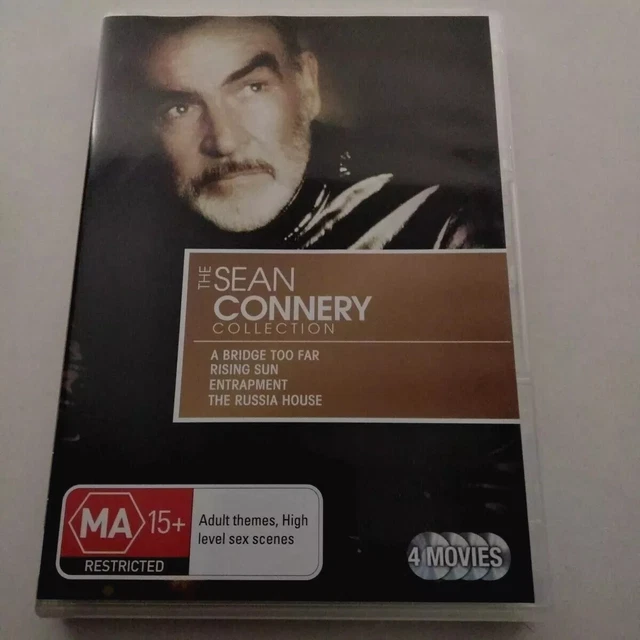 THE SEAN
CONNERY
COLLECTION
A BRIDGE TOO FAR
RISING SUN
ENTRAPMENT
THE RUSSIA HOUSE
MA 15+
RESTRICTED
Adult themes, High
level sex scenes
4 MOVIES